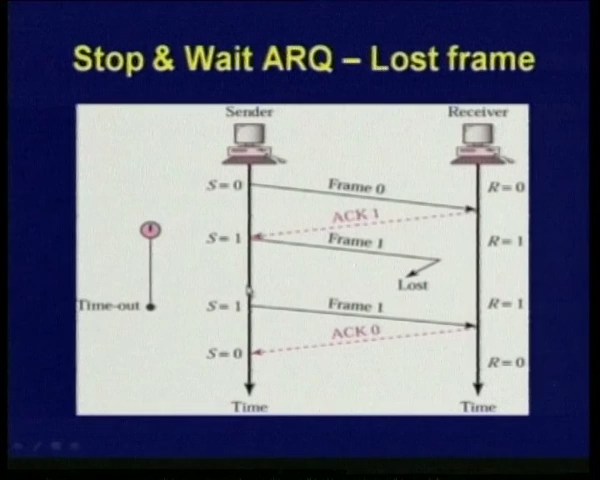 Stop & Wait ARQ – Lost frame
Sender
Receiver
S = 0
Frame 0
R = 0
ACK 1
S = 1
Frame 1
R = 1
Lost
Time-out
S = 1
Frame 1
R = 1
ACK 0
S = 0
R = 0
Time
Time